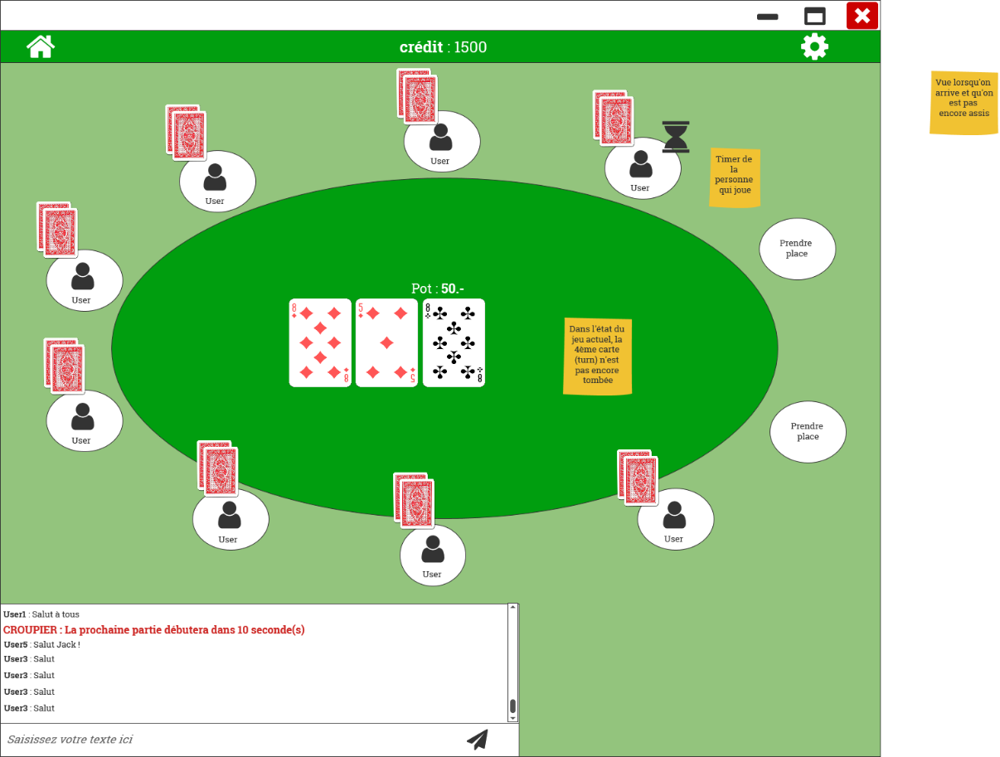 crédit : 1500
Vue lorsqu'on
arrive et qu'on
est pas
encore assis
User
User
User
Timer de
la
personne
qui joue
Prendre
place
User
Pot : 50.-
8
5
8
8
5
8
Dans l'état du
jeu actuel, la
4ème carte
(turn) n'est
pas encore
tombée
User
Prendre
place
User
User
User
User1 : Salut à tous
CROUPIER : La prochaine partie débutera dans 10 seconde(s)
User5 : Salut Jack !
User3 : Salut
User3 : Salut
User3 : Salut
User3 : Salut
Saisissez votre texte ici